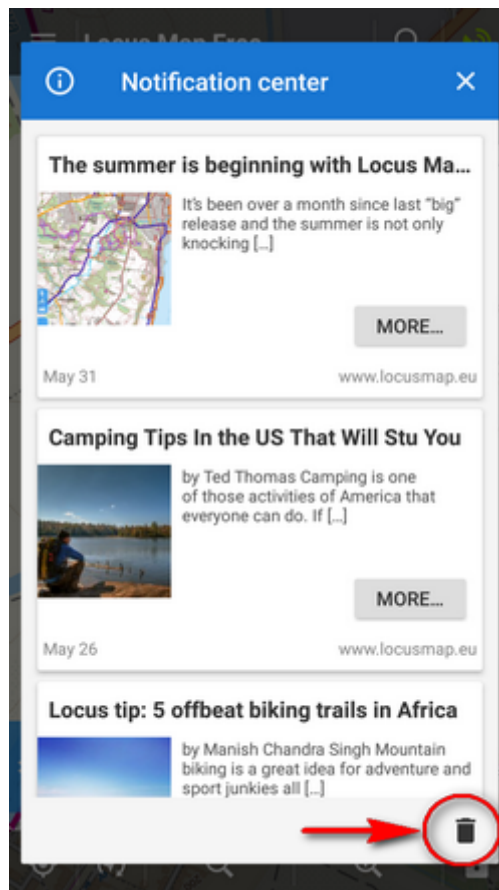 Locus Map Free
Notification center
The summer is beginning with Locus Ma...
It's been over a month since last "big"
release and the summer is not only
knocking [...]
MORE...
May 31
www.locusmap.eu
Camping Tips In the US That Will Stu You
by Ted Thomas Camping is one
of those activities of America that
everyone can do. If [...]
MORE...
May 26
www.locusmap.eu
Locus tip: 5 offbeat biking trails in Africa
by Manish Chandra Singh Mountain
biking is a great idea for adventure and
sport junkies all [...]